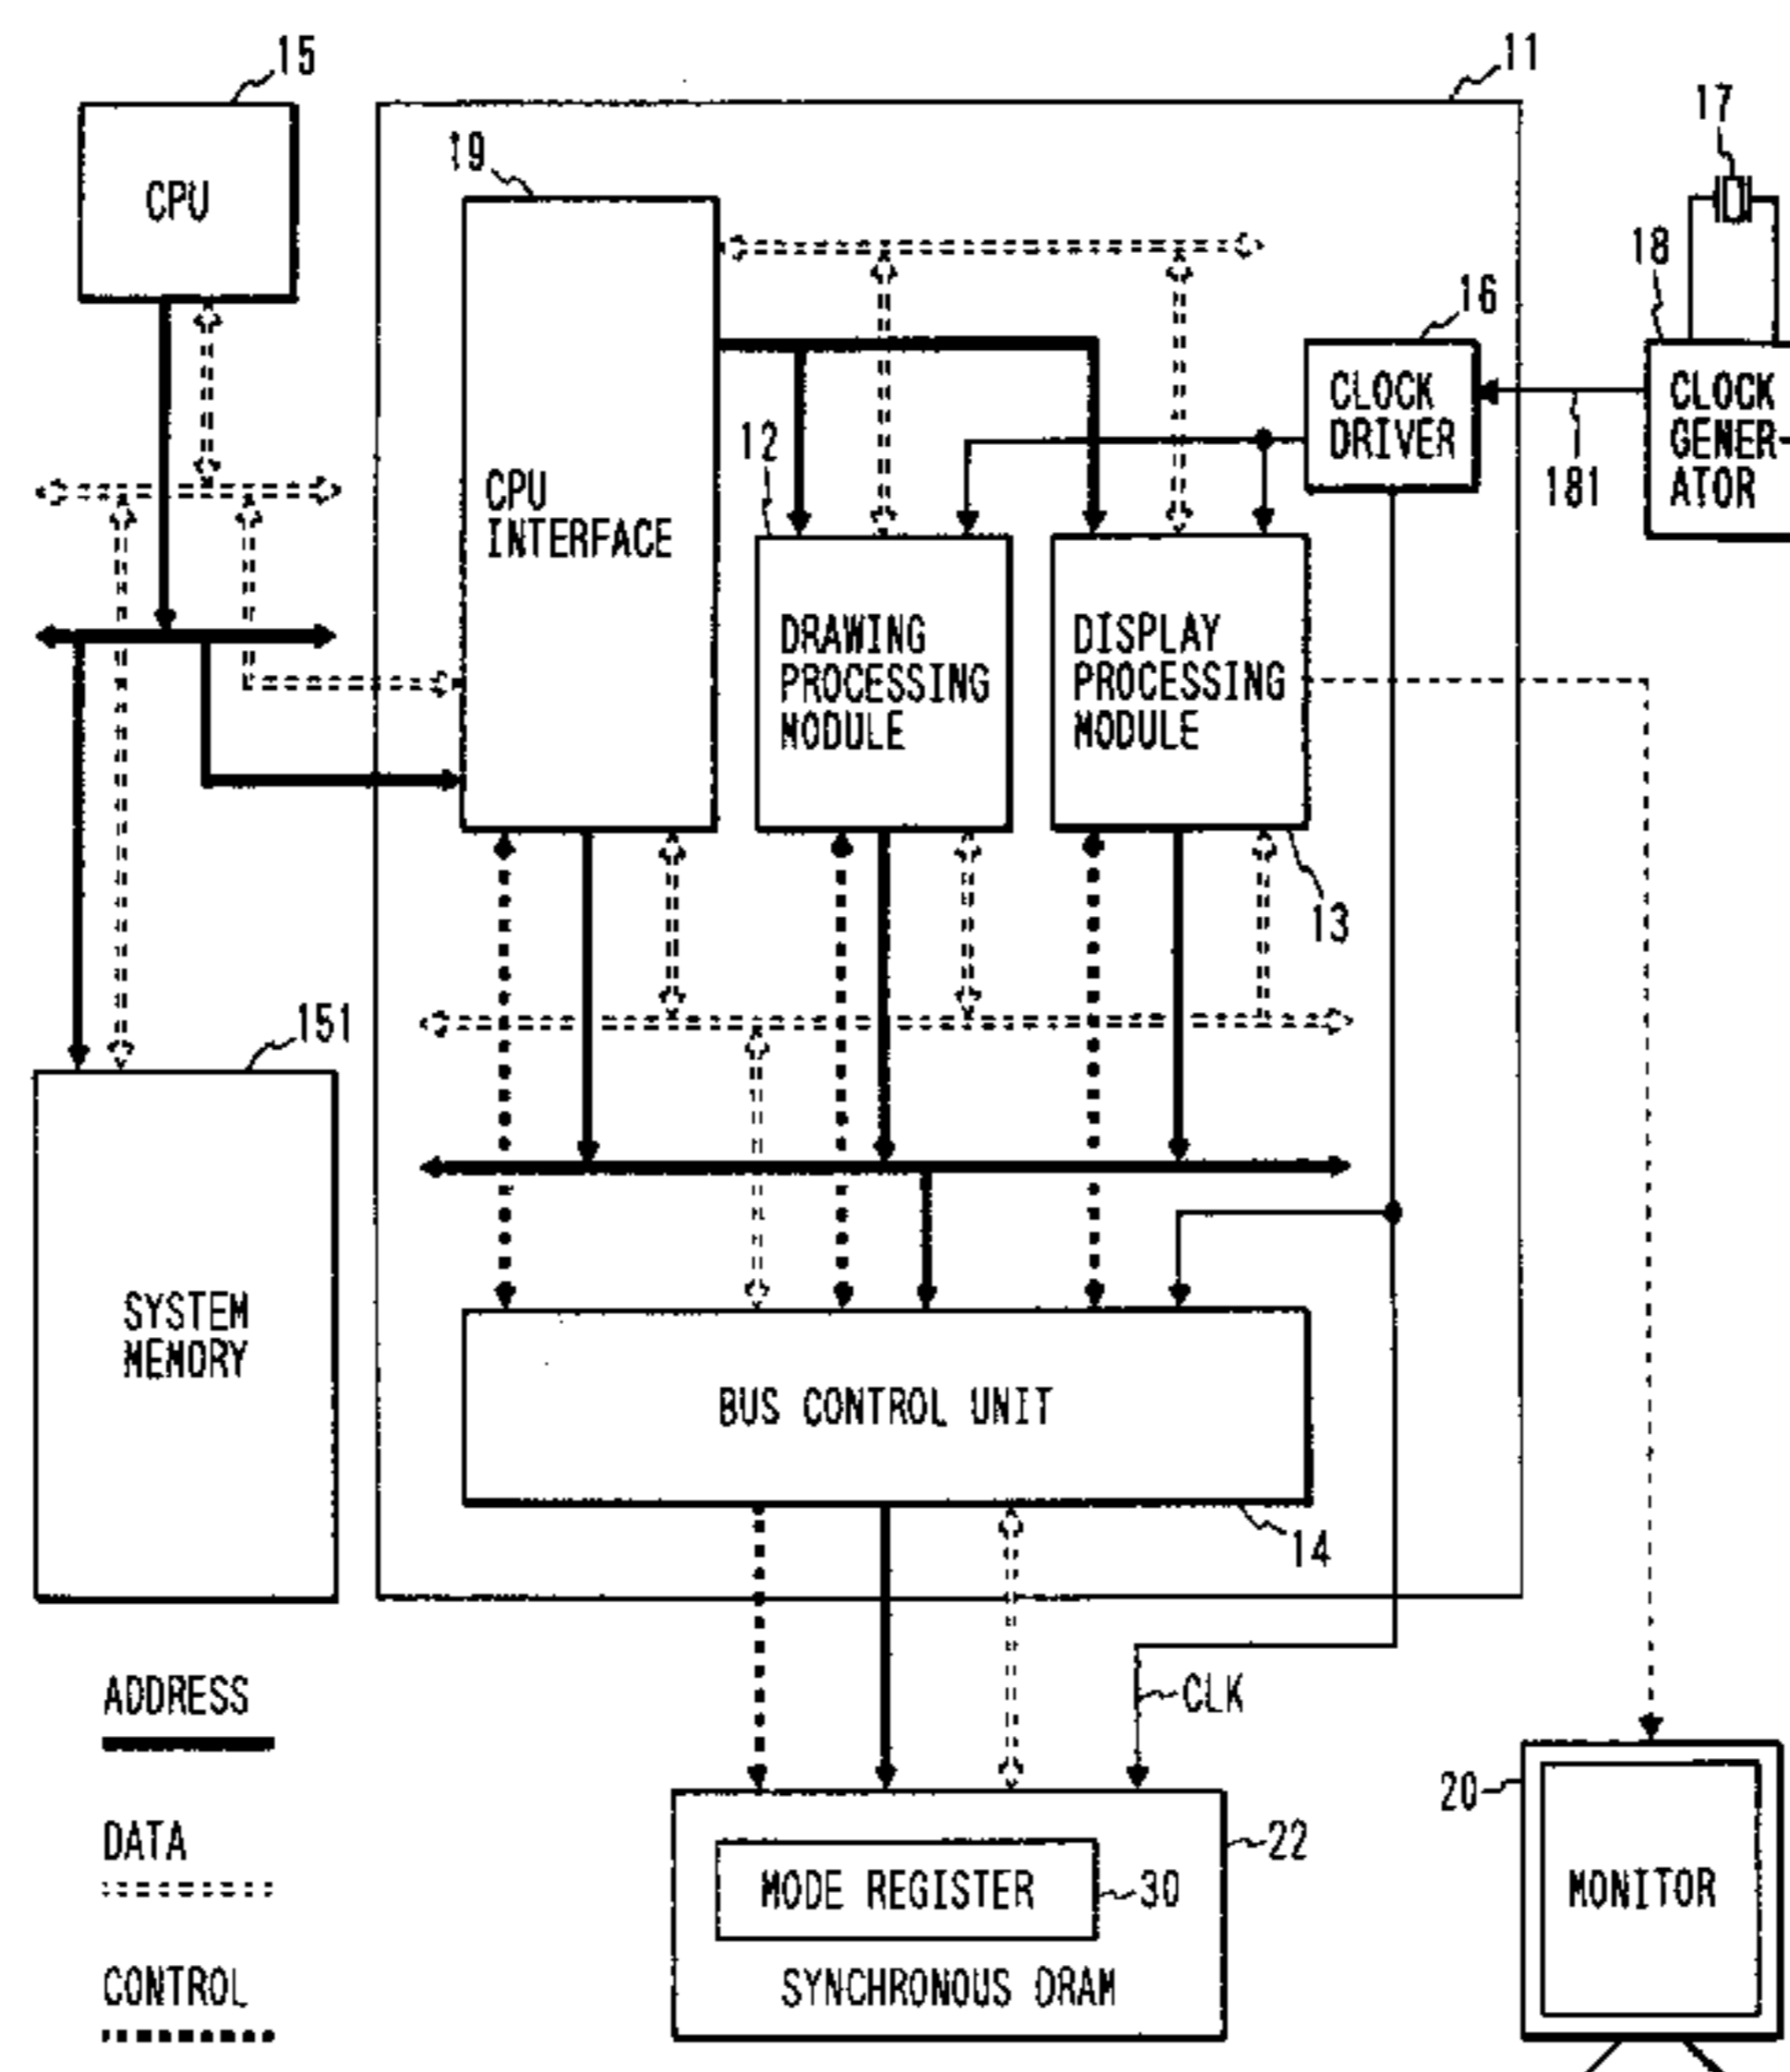 15
11
17
19
CPU
18
16
CLOCK
DRIVER
CLOCK
GENER-
ATOR
12
181
CPU
INTERFACE
DRAWING
PROCESSING
MODULE
DISPLAY
PROCESSING
MODULE
13
151
SYSTEM
MEMORY
BUS CONTROL UNIT
14
ADDRESS
CLK
20
DATA
22
MODE REGISTER
30
MONITOR
CONTROL
SYNCHRONOUS DRAM